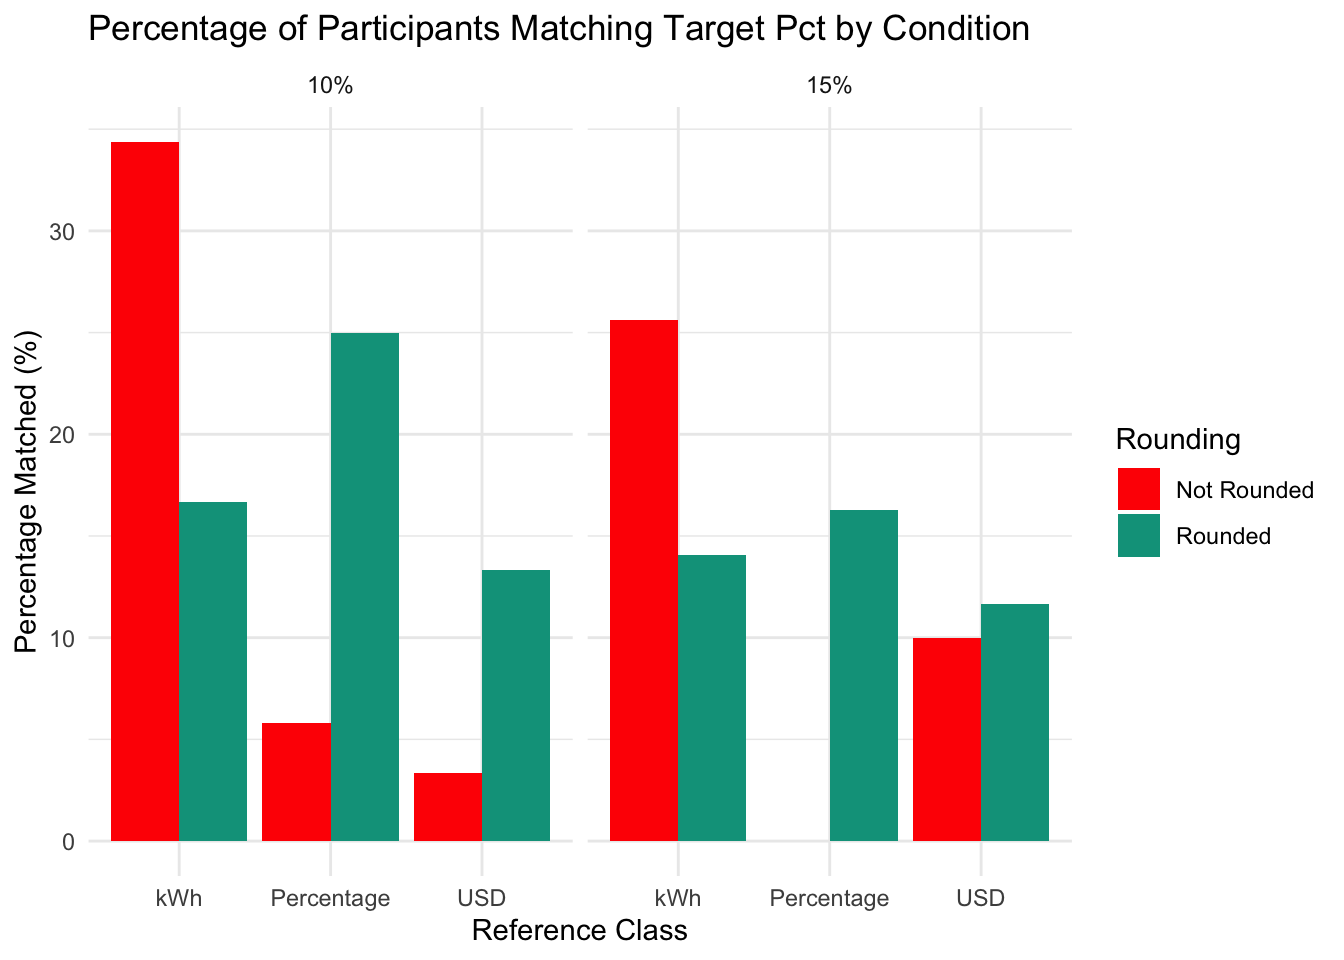 Percentage of Participants Matching Target Pct by Condition
10%
15%
30
20
10
0
Percentage Matched (%)
kWh
Percentage
USD
kWh
Percentage
USD
Reference Class
Rounding
Not Rounded
Rounded